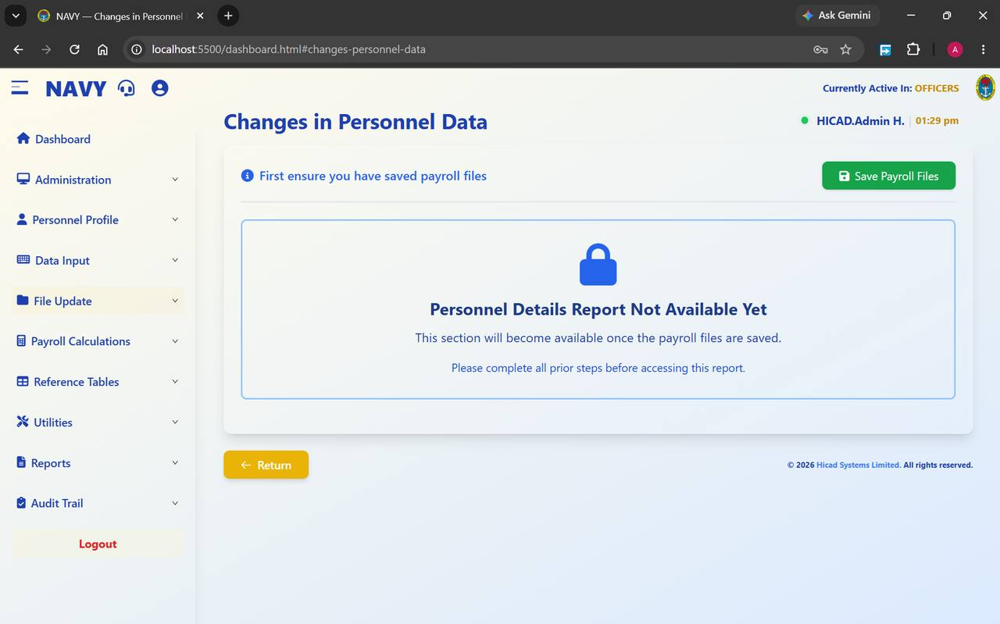 NAVY — Changes in Personnel
Ask Gemini
localhost:5500/dashboard.html#changes-personnel-data
A
NAVY
Currently Active In: OFFICERS
Changes in Personnel Data
HICAD.Admin H. | 01:29 pm
Dashboard
Administration
Personnel Profile
Data Input
File Update
Payroll Calculations
Reference Tables
Utilities
Reports
Audit Trail
Logout
First ensure you have saved payroll files
Save Payroll Files
Personnel Details Report Not Available Yet
This section will become available once the payroll files are saved.
Please complete all prior steps before accessing this report.
Return
© 2026 Hicad Systems Limited. All rights reserved.